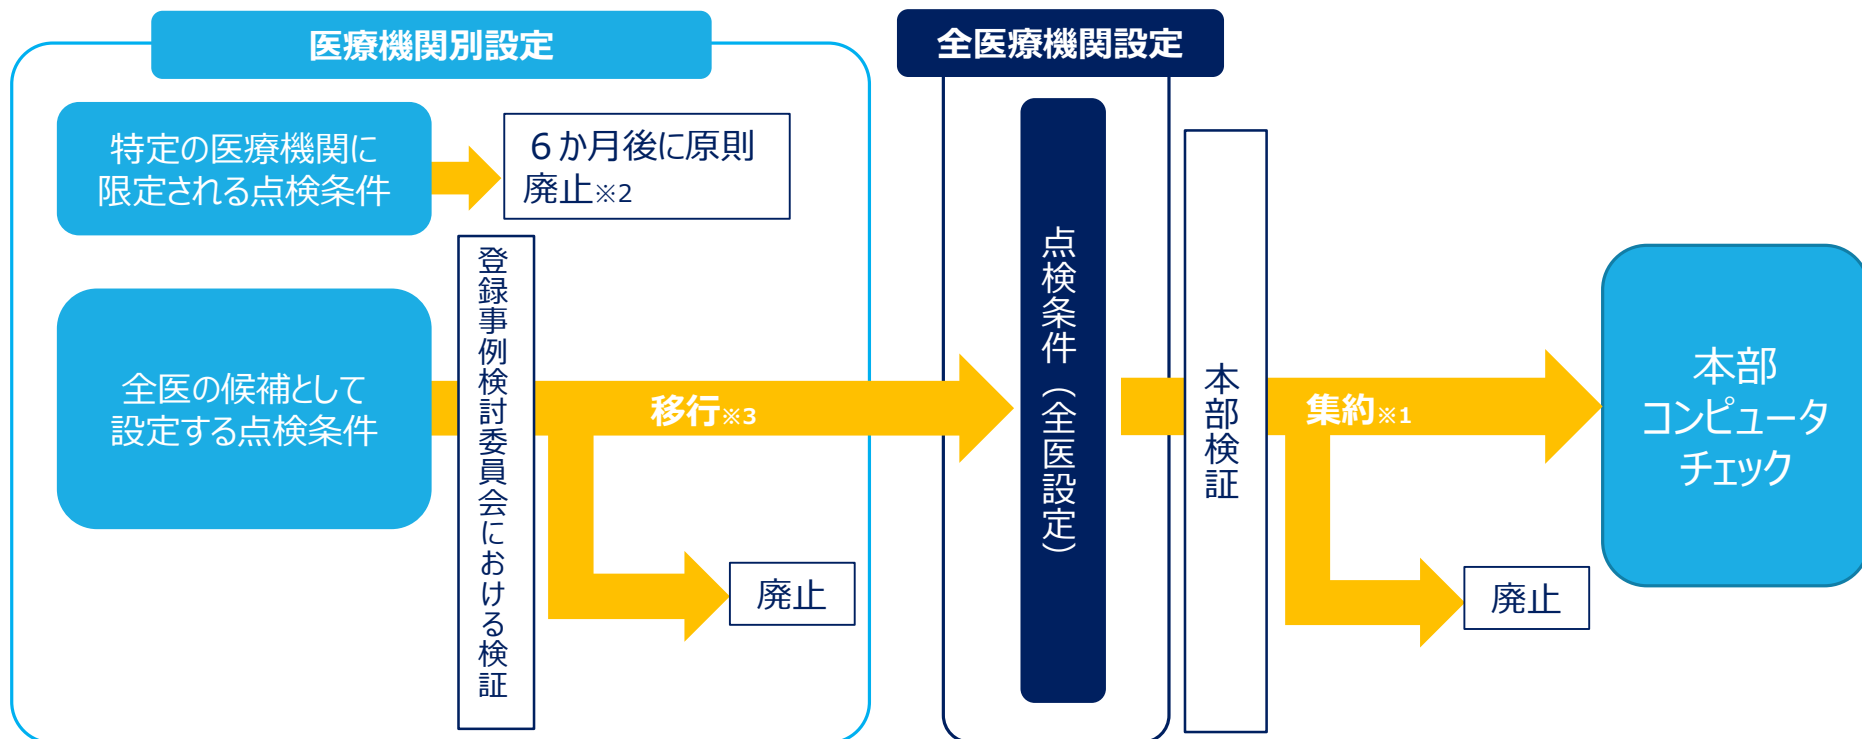 医療機関別設定
全医療機関設定
特定の医療機関に
限定される点検条件
６か月後に原則
廃止※2
全医の候補として
設定する点検条件
登録事例検討委員会における検証
移行※3
廃止
点検条件（全医設定）
本部検証
集約※1
廃止
本部
コンピュータ
チェック